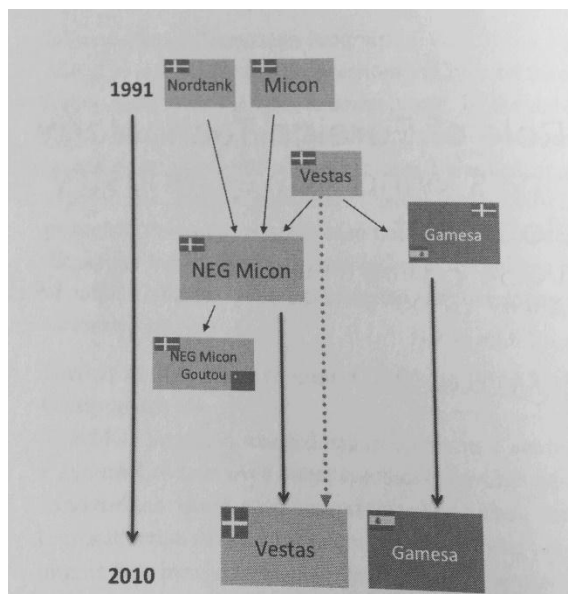 1991
Nordtank
Micon
Vestas
Gamesa
NEG Micon
NEG Micon
Goutou
Vestas
Gamesa
2010